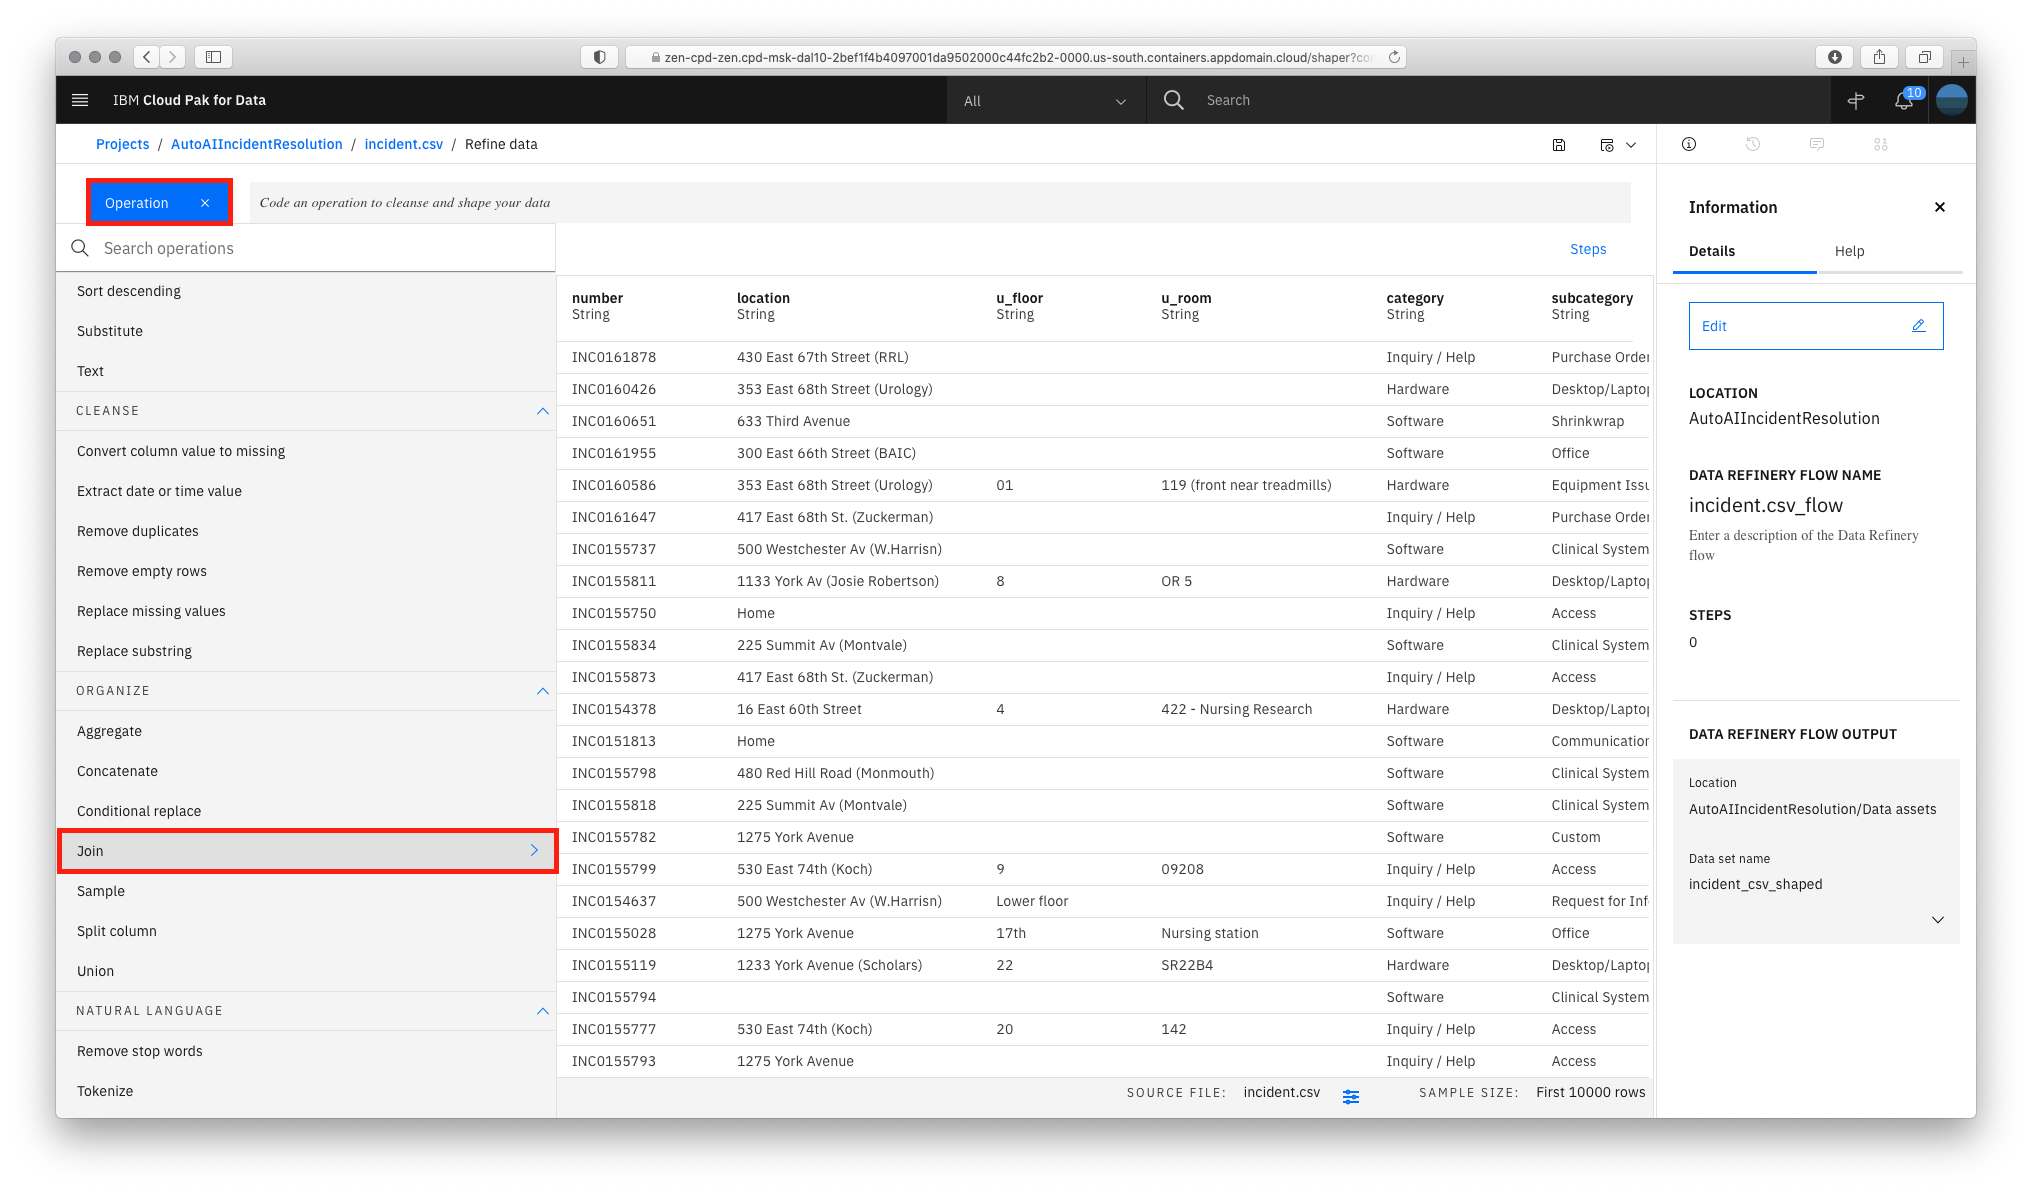 zen-cpd-zen.cpd-msk-dal10-2bef1f4b4097001da9502000c44fc2b2-0000.us-south.containers.appdomain.cloud/shaper?co
IBM Cloud Pak for Data
All
Search
10
Projects / AutoAIIncidentResolution / incident.csv / Refine data
Operation ×
Code an operation to cleanse and shape your data
Search operations
Steps
Sort descending
Substitute
Text
CLEANSE
Convert column value to missing
Extract date or time value
Remove duplicates
Remove empty rows
Replace missing values
Replace substring
ORGANIZE
Aggregate
Concatenate
Conditional replace
Join
Sample
Split column
Union
NATURAL LANGUAGE
Remove stop words
Tokenize
number location u_floor u_room category subcategory
String String String String String String
INC0161878 430 East 67th Street (RRL) Inquiry / Help Purchase Order
INC0160426 353 East 68th Street (Urology) Hardware Desktop/Laptop
INC0160651 633 Third Avenue Software Shrinkwrap
INC0161955 300 East 66th Street (BAIC) Software Office
INC0160586 353 East 68th Street (Urology) 01 119 (front near treadmills) Hardware Equipment Issu
INC0161647 417 East 68th St. (Zuckerman) Inquiry / Help Purchase Order
INC0155737 500 Westchester Av (W.Harrisn) Software Clinical System
INC0155811 1133 York Av (Josie Robertson) 8 OR 5 Hardware Desktop/Laptop
INC0155750 Home Inquiry / Help Access
INC0155834 225 Summit Av (Montvale) Software Clinical System
INC0155873 417 East 68th St. (Zuckerman) Inquiry / Help Access
INC0154378 16 East 60th Street 4 422 - Nursing Research Hardware Desktop/Laptop
INC0151813 Home Software Communication
INC0155798 480 Red Hill Road (Monmouth) Software Clinical System
INC0155818 225 Summit Av (Montvale) Software Clinical System
INC0155782 1275 York Avenue Software Custom
INC0155799 530 East 74th (Koch) 9 09208 Inquiry / Help Access
INC0154637 500 Westchester Av (W.Harrisn) Lower floor Inquiry / Help Request for Inf
INC0155028 1275 York Avenue 17th Nursing station Software Office
INC0155119 1233 York Avenue (Scholars) 22 SR22B4 Hardware Desktop/Laptop
INC0155794 Software Clinical System
INC0155777 530 East 74th (Koch) 20 142 Inquiry / Help Access
INC0155793 1275 York Avenue Inquiry / Help Access
SOURCE FILE: incident.csv SAMPLE SIZE: First 10000 rows
Information
Details Help
Edit
LOCATION
AutoAIIncidentResolution
DATA REFINERY FLOW NAME
incident.csv_flow
Enter a description of the Data Refinery
flow
STEPS
0
DATA REFINERY FLOW OUTPUT
Location
AutoAIIncidentResolution/Data assets
Data set name
incident_csv_shaped